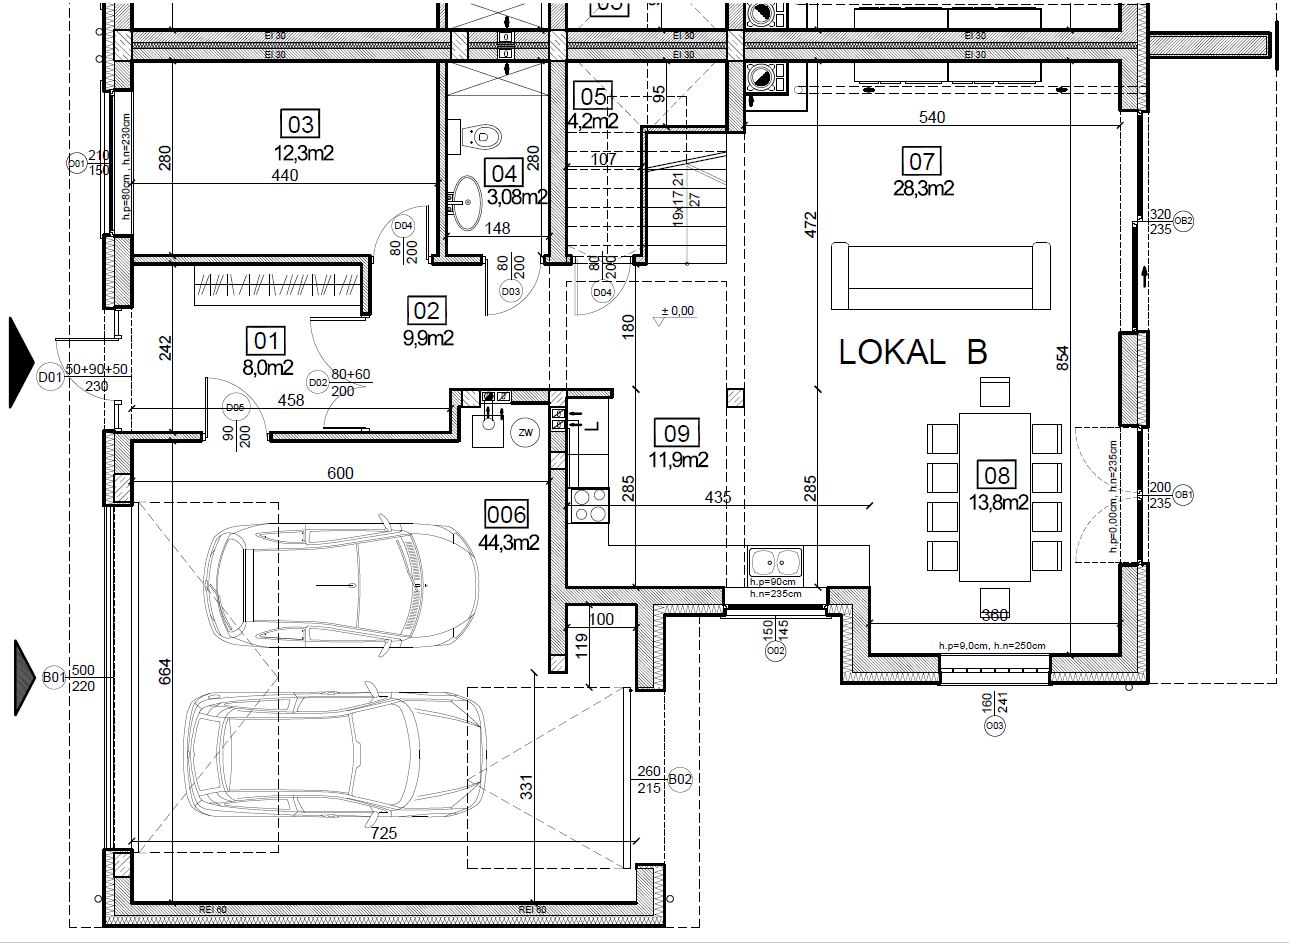 05
EI 30
EI 30
EI 30
EI 30
EI 30
EI 30
03
12,3m2
440
280
210
150
O01
h.p=80cm , h.n=230cm
04
3,08m2
280
148
05
4,2m2
95
107
19x17,21
27
540
07
28,3m2
472
320
235
OB2
D04
80
200
80
200
D03
80
200
D04
02
9,9m2
01
8,0m2
242
± 0,00
180
LOKAL B
854
D01
50+90+50
230
D02
80+60
200
458
D05
90
200
ZW
L
09
11,9m2
285
435
285
08
13,8m2
h.p=0,00cm, h.n=235cm
200
235
OB1
600
006
44,3m2
h.p=90cm
h.n=235cm
150
145
O02
100
119
360
h.p=9,0cm, h.n=250cm
160
241
O03
B01
500
220
664
260
215
B02
331
725
REI 60
REI 60